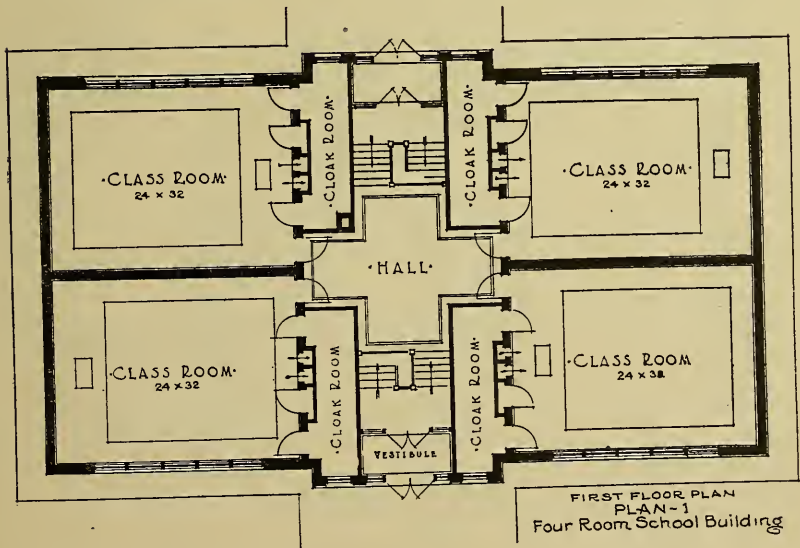 ·CLASS ROOM·
24 x 32
·CLOAK ROOM·
·CLOAK ROOM·
·CLASS ROOM·
24 x 32
·HALL·
·CLASS ROOM·
24 x 32
·CLOAK ROOM
·CLOAK ROOM·
·CLASS ROOM
24 x 32
VESTIBULE
FIRST FLOOR PLAN
PLAN-1
Four Room School Building